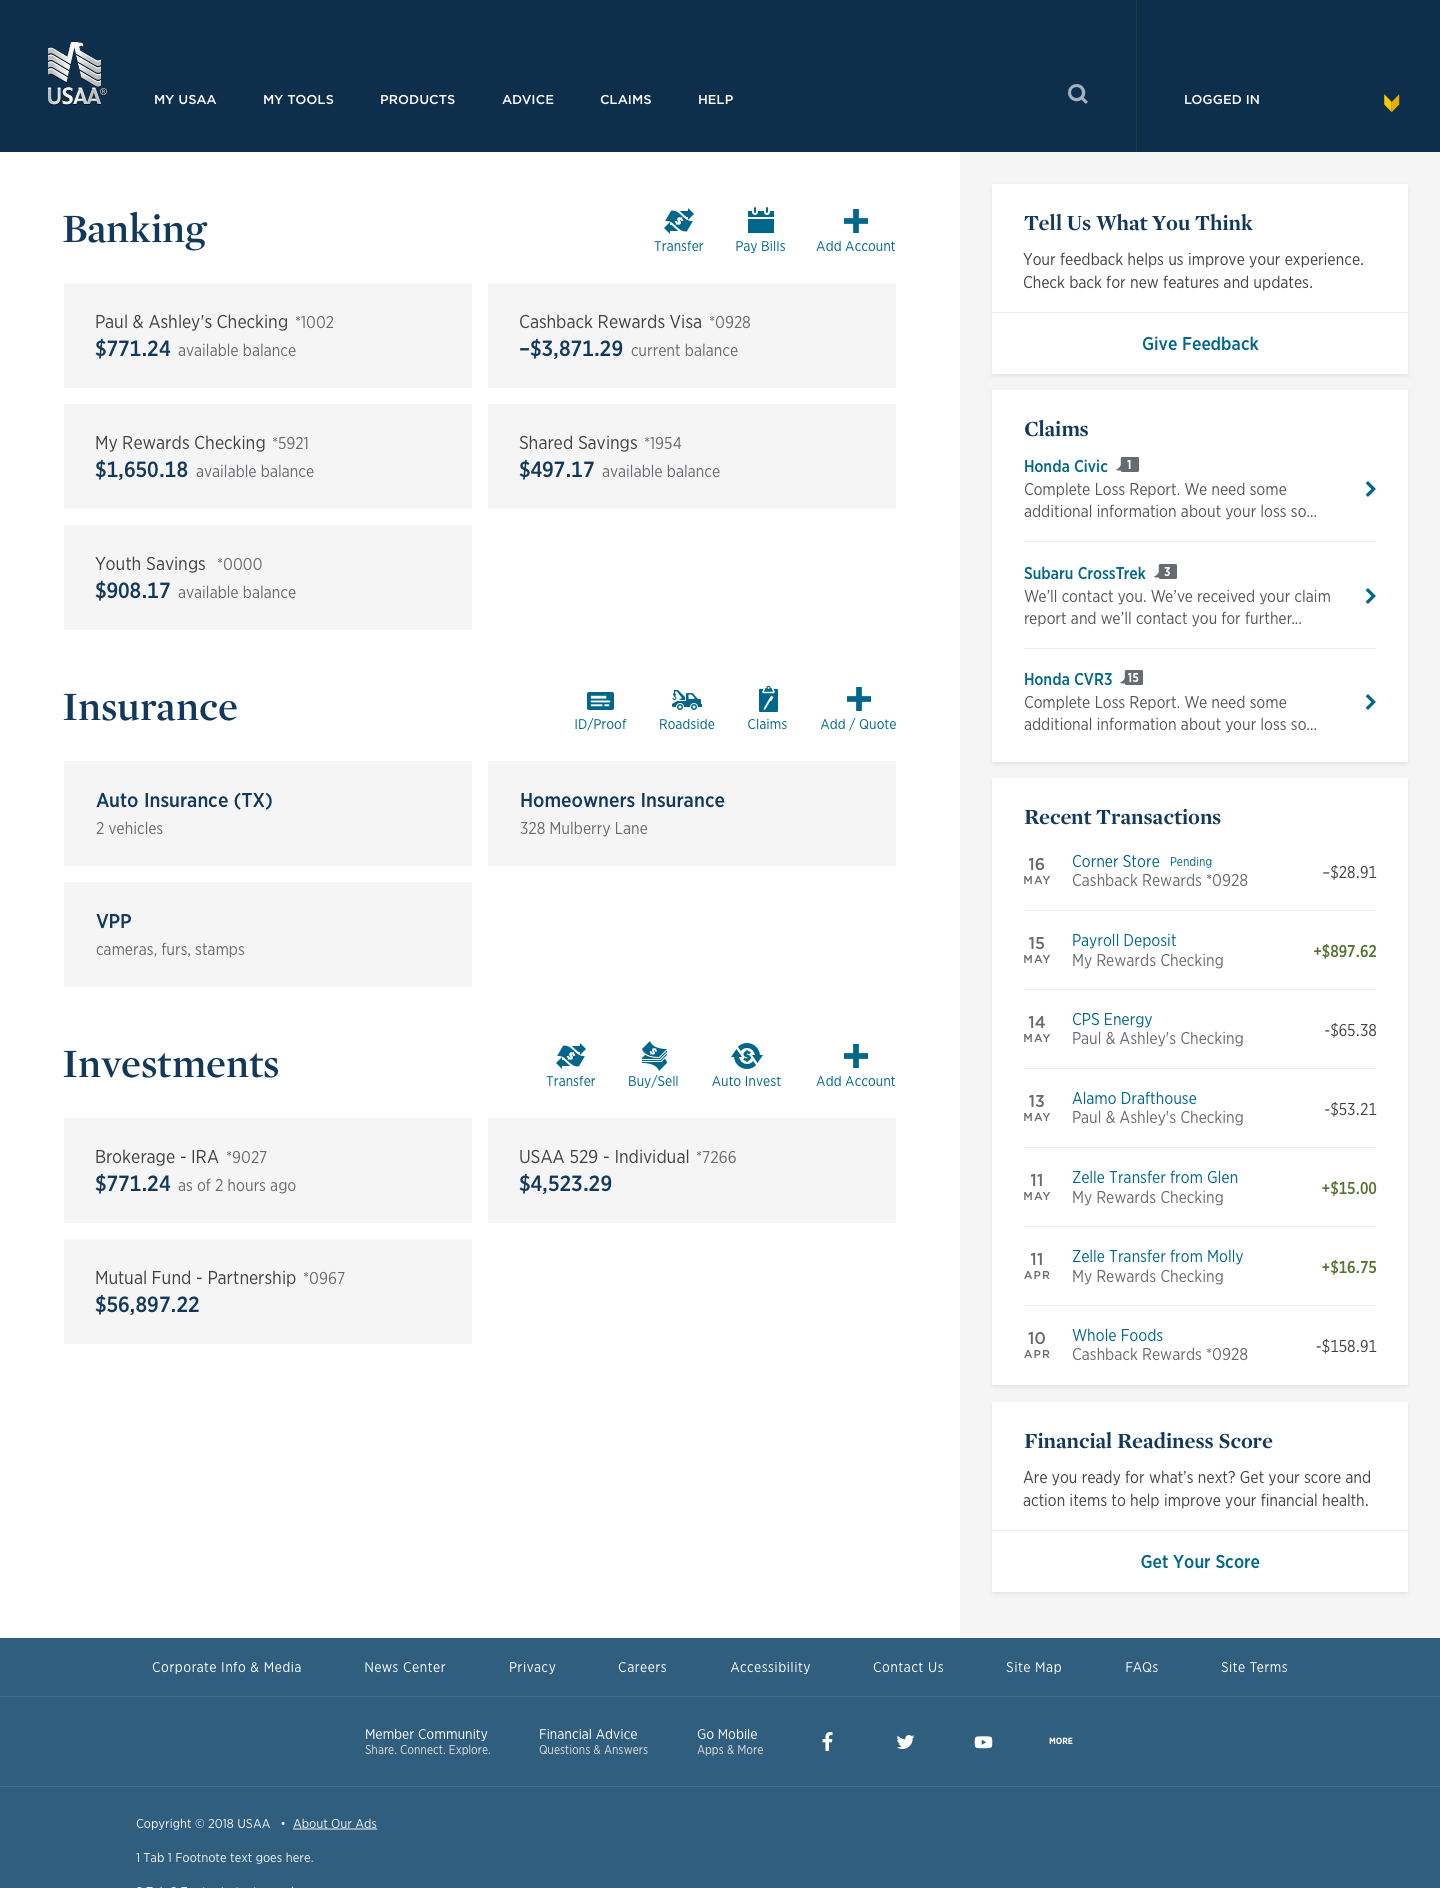 USAA®
MY USAA
MY TOOLS
PRODUCTS
ADVICE
CLAIMS
HELP
LOGGED IN
Banking
Transfer
Pay Bills
Add Account
Paul & Ashley's Checking *1002
$771.24 available balance
Cashback Rewards Visa *0928
–$3,871.29 current balance
My Rewards Checking *5921
$1,650.18 available balance
Shared Savings *1954
$497.17 available balance
Youth Savings *0000
$908.17 available balance
Insurance
ID/Proof
Roadside
Claims
Add / Quote
Auto Insurance (TX)
2 vehicles
Homeowners Insurance
328 Mulberry Lane
VPP
cameras, furs, stamps
Investments
Transfer
Buy/Sell
Auto Invest
Add Account
Brokerage - IRA *9027
$771.24 as of 2 hours ago
USAA 529 - Individual *7266
$4,523.29
Mutual Fund - Partnership *0967
$56,897.22
Tell Us What You Think
Your feedback helps us improve your experience.
Check back for new features and updates.
Give Feedback
Claims
Honda Civic 1
Complete Loss Report. We need some
additional information about your loss so...
Subaru CrossTrek 3
We'll contact you. We've received your claim
report and we'll contact you for further...
Honda CVR3 15
Complete Loss Report. We need some
additional information about your loss so...
Recent Transactions
16 MAY
Corner Store Pending
Cashback Rewards *0928
–$28.91
15 MAY
Payroll Deposit
My Rewards Checking
+$897.62
14 MAY
CPS Energy
Paul & Ashley's Checking
-$65.38
13 MAY
Alamo Drafthouse
Paul & Ashley's Checking
-$53.21
11 MAY
Zelle Transfer from Glen
My Rewards Checking
+$15.00
11 APR
Zelle Transfer from Molly
My Rewards Checking
+$16.75
10 APR
Whole Foods
Cashback Rewards *0928
-$158.91
Financial Readiness Score
Are you ready for what's next? Get your score and
action items to help improve your financial health.
Get Your Score
Corporate Info & Media
News Center
Privacy
Careers
Accessibility
Contact Us
Site Map
FAQs
Site Terms
Member Community
Share. Connect. Explore.
Financial Advice
Questions & Answers
Go Mobile
Apps & More
MORE
Copyright © 2018 USAA • About Our Ads
1 Tab 1 Footnote text goes here.